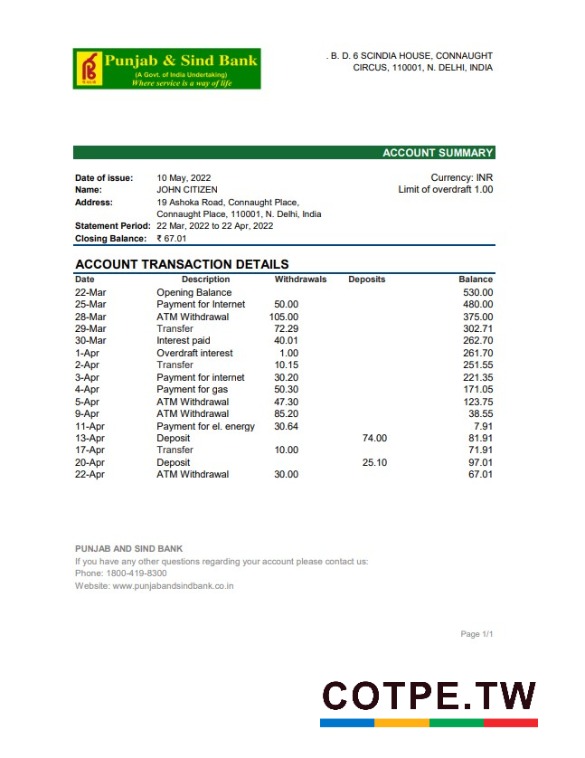 Punjab & Sind Bank
(A Govt. of India Undertaking)
Where service is a way of life
. B. D. 6 SCINDIA HOUSE, CONNAUGHT
CIRCUS, 110001, N. DELHI, INDIA
ACCOUNT SUMMARY
Date of issue: 10 May, 2022 Currency: INR
Name: JOHN CITIZEN Limit of overdraft 1.00
Address: 19 Ashoka Road, Connaught Place,
Connaught Place, 110001, N. Delhi, India
Statement Period: 22 Mar, 2022 to 22 Apr, 2022
Closing Balance: ₹ 67.01
ACCOUNT TRANSACTION DETAILS
Date Description Withdrawals Deposits Balance
22-Mar Opening Balance 530.00
25-Mar Payment for Internet 50.00 480.00
28-Mar ATM Withdrawal 105.00 375.00
29-Mar Transfer 72.29 302.71
30-Mar Interest paid 40.01 262.70
1-Apr Overdraft interest 1.00 261.70
2-Apr Transfer 10.15 251.55
3-Apr Payment for internet 30.20 221.35
4-Apr Payment for gas 50.30 171.05
5-Apr ATM Withdrawal 47.30 123.75
9-Apr ATM Withdrawal 85.20 38.55
11-Apr Payment for el. energy 30.64 7.91
13-Apr Deposit 74.00 81.91
17-Apr Transfer 10.00 71.91
20-Apr Deposit 25.10 97.01
22-Apr ATM Withdrawal 30.00 67.01
PUNJAB AND SIND BANK
If you have any other questions regarding your account please contact us:
Phone: 1800-419-8300
Website: www.punjabandsindbank.co.in
Page 1/1
COTPE.TW